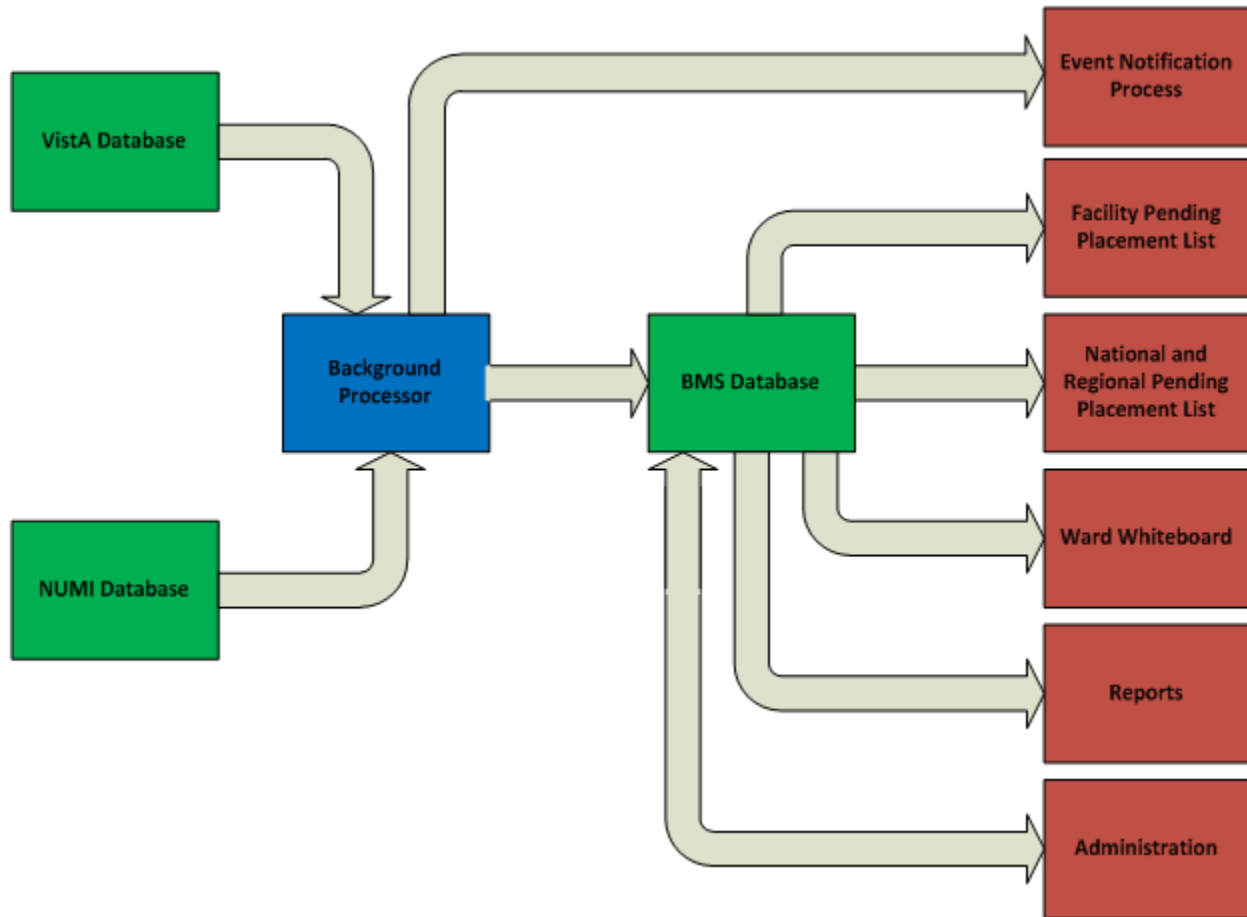 Event Notification
Process
VistA Database
Facility Pending
Placement List
Background
Processor
BMS Database
National and
Regional Pending
Placement List
Ward Whiteboard
NUMI Database
Reports
Administration